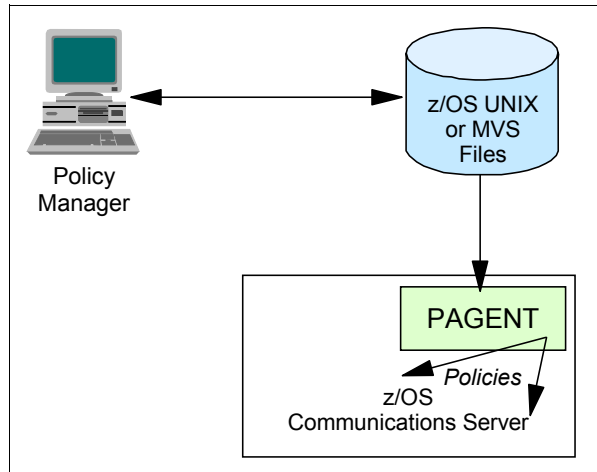 z/OS UNIX
or MVS
Files
Policy
Manager
PAGENT
Policies
z/OS
Communications Server